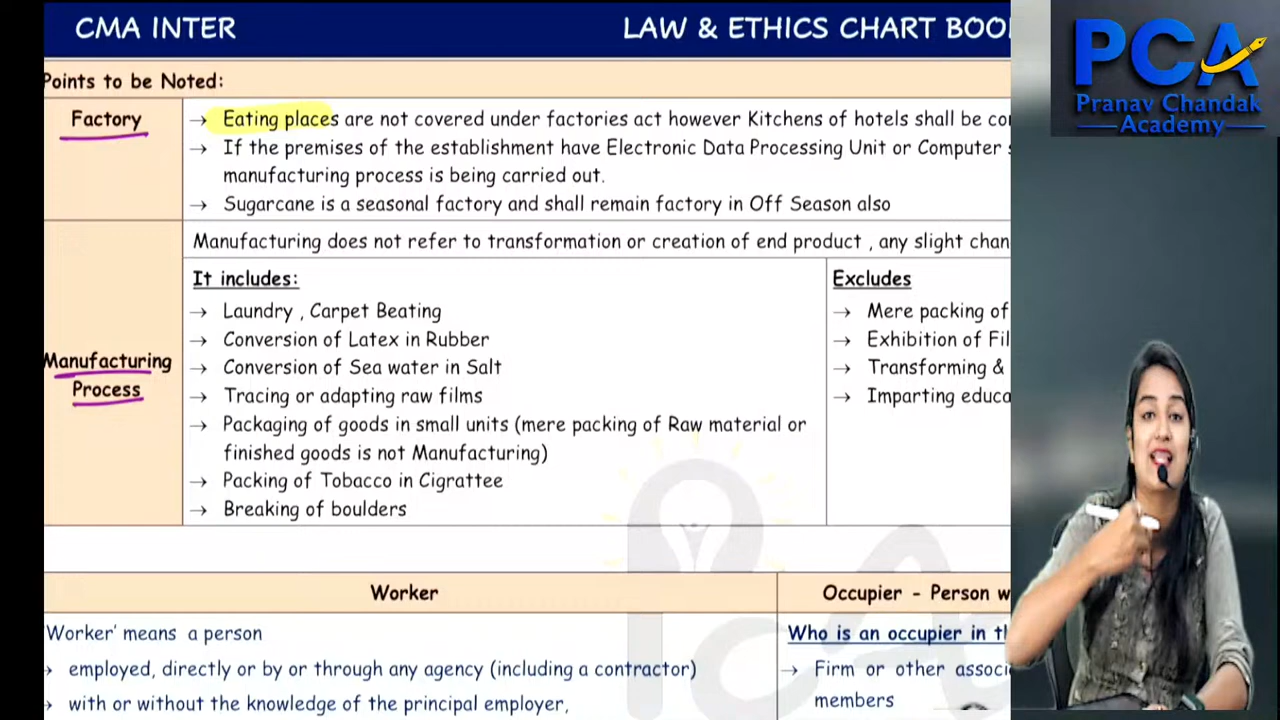 CMA INTER
LAW & ETHICS CHART
PCA
Pranav Chandak
Academy
Points to be Noted:
Factory
→ Eating places are not covered under factories act however Kitchens of hotels shall be
→ If the premises of the establishment have Electronic Data Processing Unit or Computer
manufacturing process is being carried out.
→ Sugarcane is a seasonal factory and shall remain factory in Off Season also
Manufacturing
Process
Manufacturing does not refer to transformation or creation of end product , any slight
It includes:
→ Laundry , Carpet Beating
→ Conversion of Latex in Rubber
→ Conversion of Sea water in Salt
→ Tracing or adapting raw films
→ Packaging of goods in small units (mere packing of Raw material or
finished goods is not Manufacturing)
→ Packing of Tobacco in Cigrattee
→ Breaking of boulders
Excludes
→ Mere packing of
→ Exhibition of
→ Transforming &
→ Imparting
Worker
Worker' means a person
→ employed, directly or by or through any agency (including a contractor)
→ with or without the knowledge of the principal employer,
Occupier - Person
Who is an occupier in
→ Firm or other
members